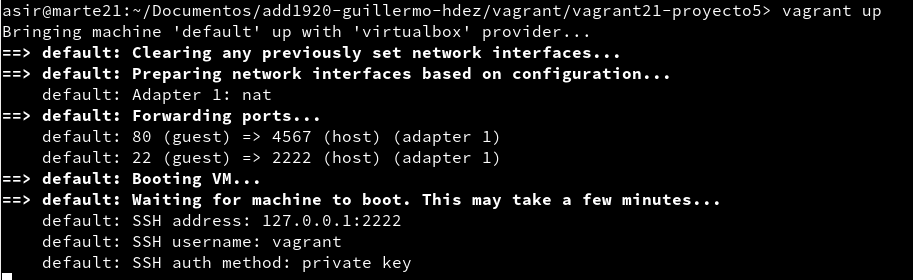 asir@marte21:~/Documentos/add1920-guillermo-hdez/vagrant/vagrant21-proyecto5> vagrant up
Bringing machine 'default' up with 'virtualbox' provider...
==> default: Clearing any previously set network interfaces...
==> default: Preparing network interfaces based on configuration...
    default: Adapter 1: nat
==> default: Forwarding ports...
    default: 80 (guest) => 4567 (host) (adapter 1)
    default: 22 (guest) => 2222 (host) (adapter 1)
==> default: Booting VM...
==> default: Waiting for machine to boot. This may take a few minutes...
    default: SSH address: 127.0.0.1:2222
    default: SSH username: vagrant
    default: SSH auth method: private key